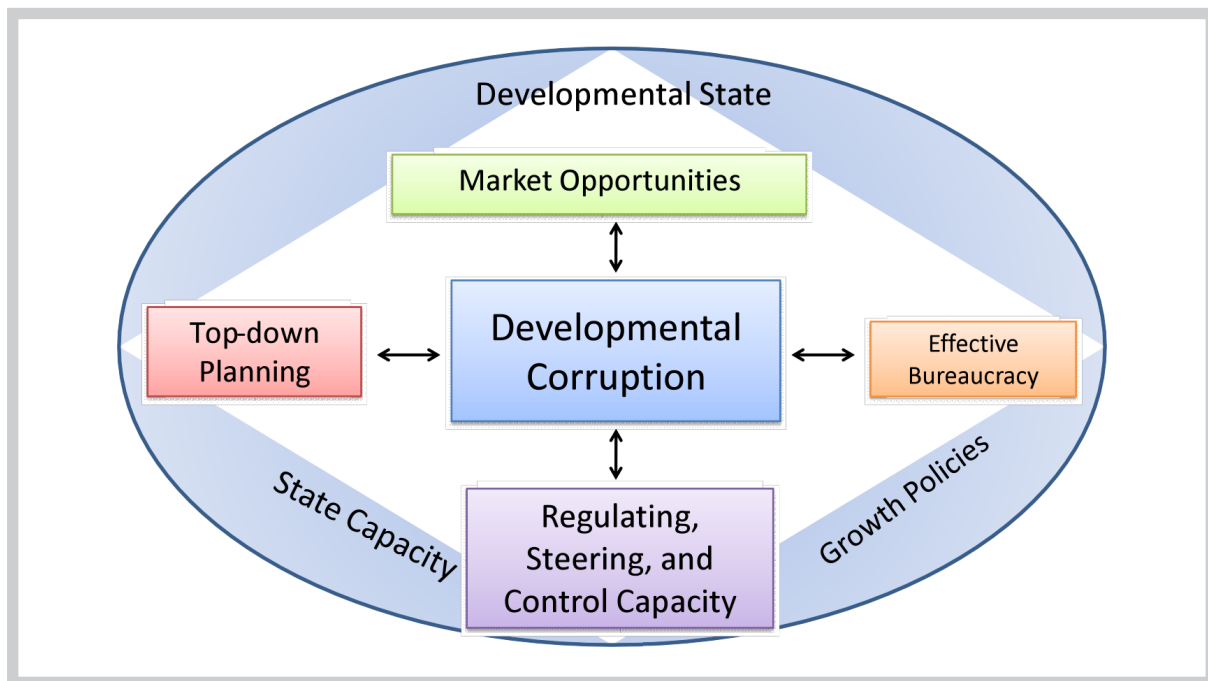 Developmental State
Market Opportunities
Top-down
Planning
Developmental
Corruption
Effective
Bureaucracy
State Capacity
Regulating,
Steering, and
Control Capacity
Growth Policies